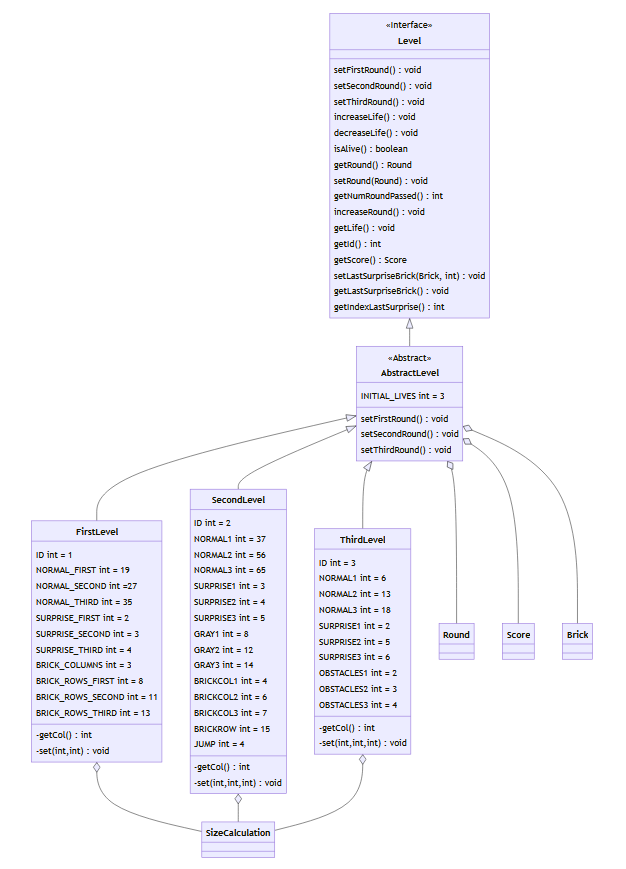 «Interface»
Level
setFirstRound() : void
setSecondRound() : void
setThirdRound() : void
increaseLife() : void
decreaseLife() : void
isAlive() : boolean
getRound() : Round
setRound(Round) : void
getNumRoundPassed() : int
increaseRound() : void
getLife() : void
getId() : int
getScore() : Score
setLastSurpriseBrick(Brick, int) : void
getLastSurpriseBrick() : void
getIndexLastSurprise() : int
«Abstract»
AbstractLevel
INITIAL_LIVES int = 3
setFirstRound() : void
setSecondRound() : void
setThirdRound() : void
FirstLevel
ID int = 1
NORMAL_FIRST int = 19
NORMAL_SECOND int =27
NORMAL_THIRD int = 35
SURPRISE_FIRST int = 2
SURPRISE_SECOND int = 3
SURPRISE_THIRD int = 4
BRICK_COLUMNS int = 3
BRICK_ROWS_FIRST int = 8
BRICK_ROWS_SECOND int = 11
BRICK_ROWS_THIRD int = 13
-getCol() : int
-set(int,int) : void
SecondLevel
ID int = 2
NORMAL1 int = 37
NORMAL2 int = 56
NORMAL3 int = 65
SURPRISE1 int = 3
SURPRISE2 int = 4
SURPRISE3 int = 5
GRAY1 int = 8
GRAY2 int = 12
GRAY3 int = 14
BRICKCOL1 int = 4
BRICKCOL2 int = 6
BRICKCOL3 int = 7
BRICKROW int = 15
JUMP int = 4
-getCol() : int
-set(int,int,int) : void
ThirdLevel
ID int = 3
NORMAL1 int = 6
NORMAL2 int = 13
NORMAL3 int = 18
SURPRISE1 int = 2
SURPRISE2 int = 5
SURPRISE3 int = 6
OBSTACLES1 int = 2
OBSTACLES2 int = 3
OBSTACLES3 int = 4
-getCol() : int
-set(int,int,int) : void
Round
Score
Brick
SizeCalculation